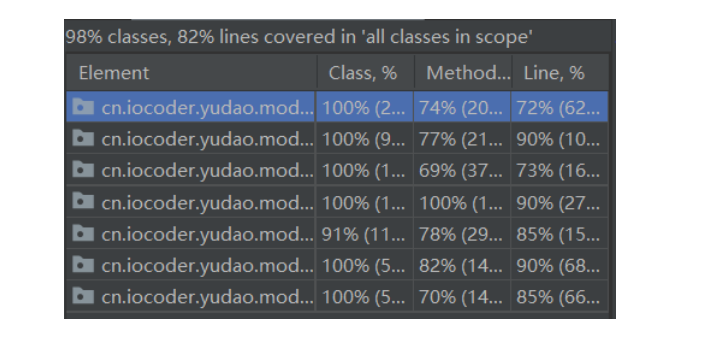 98% classes, 82% lines covered in 'all classes in scope'
Element Class, % Method... Line, %
cn.iocoder.yudao.mod... 100% (2... 74% (20... 72% (62...
cn.iocoder.yudao.mod... 100% (9... 77% (21... 90% (10...
cn.iocoder.yudao.mod... 100% (1... 69% (37... 73% (16...
cn.iocoder.yudao.mod... 100% (1... 100% (1... 90% (27...
cn.iocoder.yudao.mod... 91% (11... 78% (29... 85% (15...
cn.iocoder.yudao.mod... 100% (5... 82% (14... 90% (68...
cn.iocoder.yudao.mod... 100% (5... 70% (14... 85% (66...